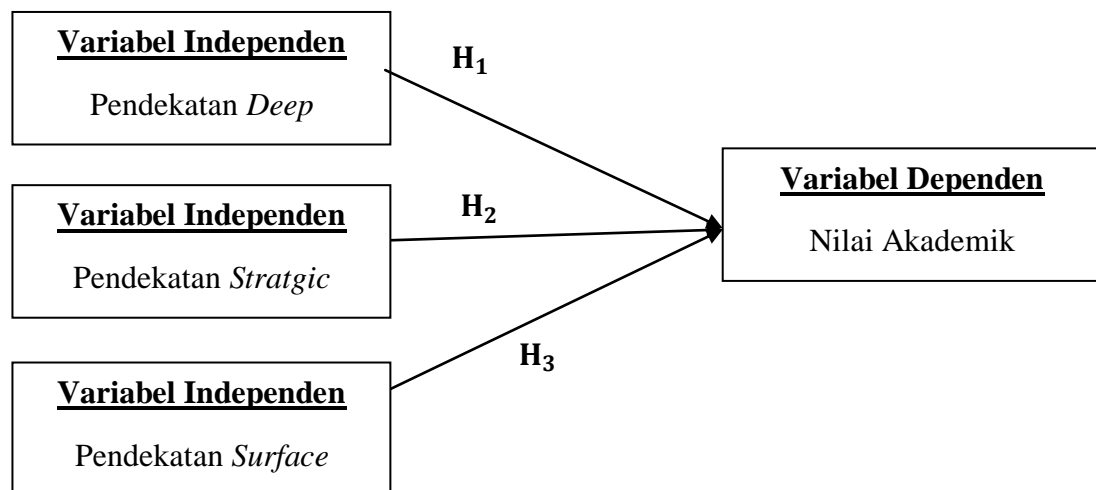 Variabel Independen
Pendekatan Deep
H1
Variabel Independen
Pendekatan Stratgic
H2
Variabel Dependen
Nilai Akademik
H3
Variabel Independen
Pendekatan Surface